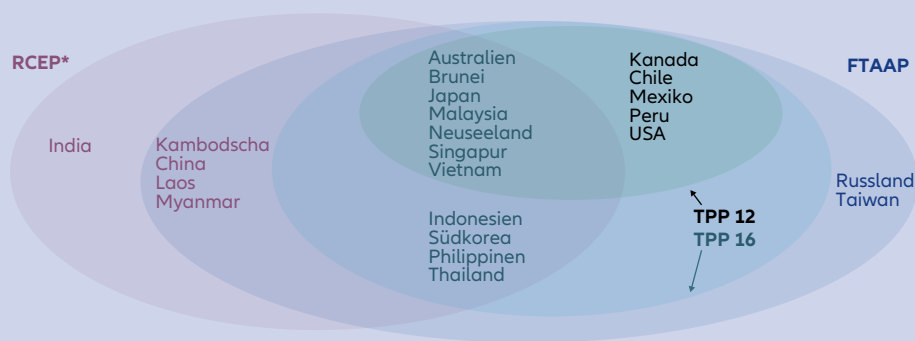 RCEP*
FTAAP
India
Kambodscha
China
Laos
Myanmar
Australien
Brunei
Japan
Malaysia
Neuseeland
Singapur
Vietnam
Kanada
Chile
Mexiko
Peru
USA
Indonesien
Südkorea
Philippinen
Thailand
TPP 12
TPP 16
Russland
Taiwan